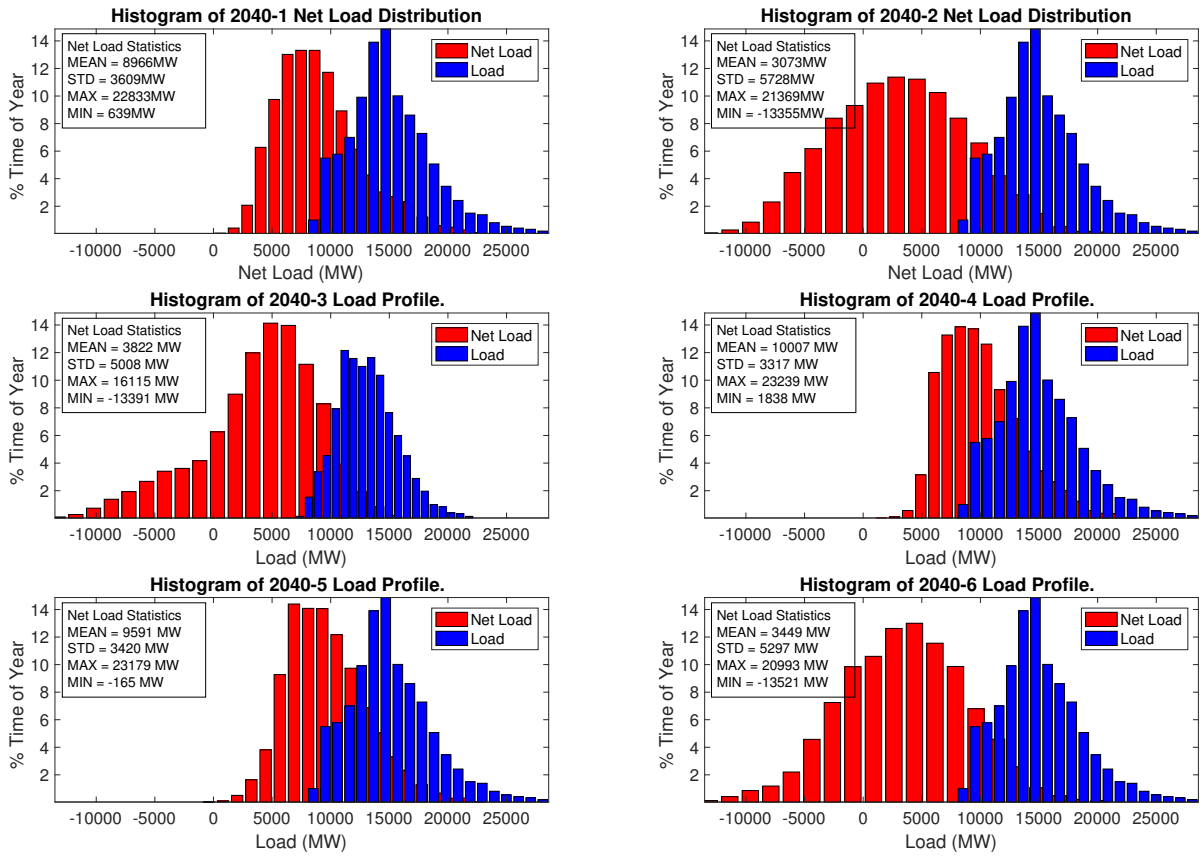 Histogram of 2040-1 Net Load Distribution
Net Load Statistics
MEAN = 8966MW
STD = 3609MW
MAX = 22833MW
MIN = 639MW
Net Load
Load
% Time of Year
14
12
10
8
6
4
2
-10000 -5000 0 5000 10000 15000 20000 25000
Net Load (MW)
Histogram of 2040-2 Net Load Distribution
Net Load Statistics
MEAN = 3073MW
STD = 5728MW
MAX = 21369MW
MIN = -13355MW
Net Load
Load
% Time of Year
14
12
10
8
6
4
2
-10000 -5000 0 5000 10000 15000 20000 25000
Net Load (MW)
Histogram of 2040-3 Load Profile.
Net Load Statistics
MEAN = 3822 MW
STD = 5008 MW
MAX = 16115 MW
MIN = -13391 MW
Net Load
Load
% Time of Year
14
12
10
8
6
4
2
-10000 -5000 0 5000 10000 15000 20000 25000
Load (MW)
Histogram of 2040-4 Load Profile.
Net Load Statistics
MEAN = 10007 MW
STD = 3317 MW
MAX = 23239 MW
MIN = 1838 MW
Net Load
Load
% Time of Year
14
12
10
8
6
4
2
-10000 -5000 0 5000 10000 15000 20000 25000
Load (MW)
Histogram of 2040-5 Load Profile.
Net Load Statistics
MEAN = 9591 MW
STD = 3420 MW
MAX = 23179 MW
MIN = -165 MW
Net Load
Load
% Time of Year
14
12
10
8
6
4
2
-10000 -5000 0 5000 10000 15000 20000 25000
Load (MW)
Histogram of 2040-6 Load Profile.
Net Load Statistics
MEAN = 3449 MW
STD = 5297 MW
MAX = 20993 MW
MIN = -13521 MW
Net Load
Load
% Time of Year
14
12
10
8
6
4
2
-10000 -5000 0 5000 10000 15000 20000 25000
Load (MW)